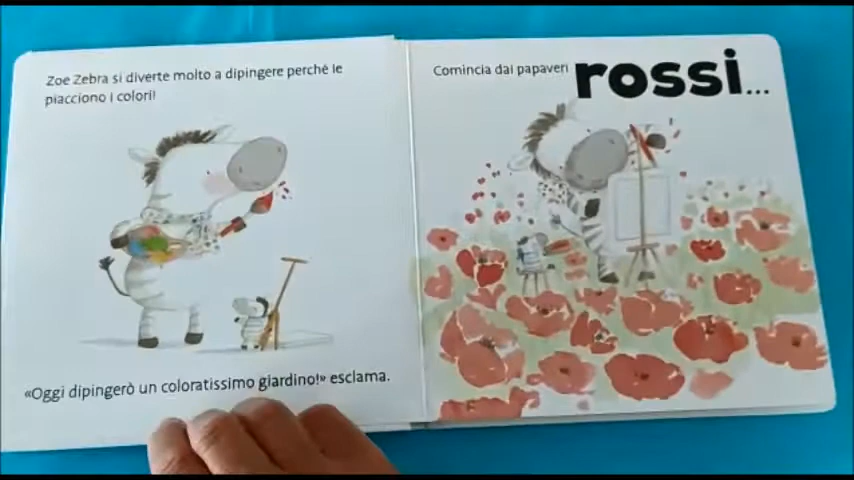 Zoe Zebra si diverte molto a dipingere perché le
piacciono i colori!
«Oggi dipingerò un coloratissimo giardino!» esclama.
Comincia dai papaveri rossi...